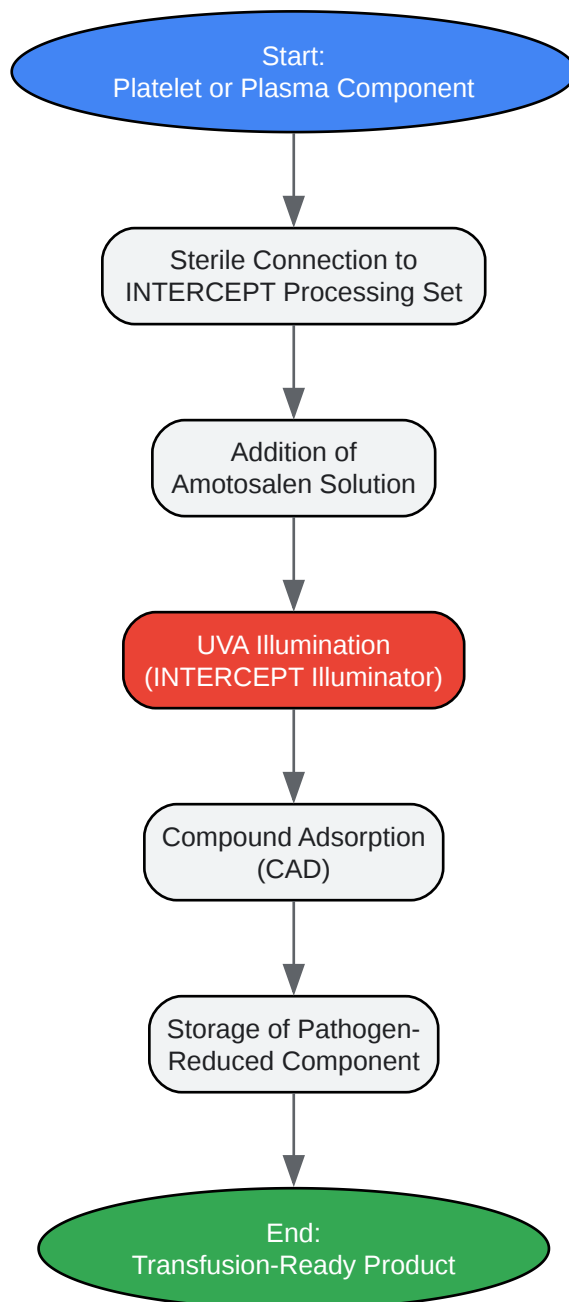 Start:
Platelet or Plasma Component
Sterile Connection to
INTERCEPT Processing Set
Addition of
Amotosalen Solution
UVA Illumination
(INTERCEPT Illuminator)
Compound Adsorption
(CAD)
Storage of Pathogen-
Reduced Component
End:
Transfusion-Ready Product